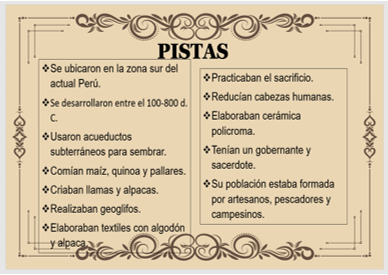 PISTAS
❖Se ubicaron en la zona sur del
actual Perú.
❖Se desarrollaron entre el 100-800 d.
C.
❖Usaron acueductos
subterráneos para sembrar.
❖Comían maíz, quinoa y pallares.
❖Criaban llamas y alpacas.
❖Realizaban geoglifos.
❖Elaboraban textiles con algodón
y alpaca.
❖Practicaban el sacrificio.
❖Reducían cabezas humanas.
❖Elaboraban cerámica
policroma.
❖Tenían un gobernante y
sacerdote.
❖Su población estaba formada
por artesanos, pescadores y
campesinos.